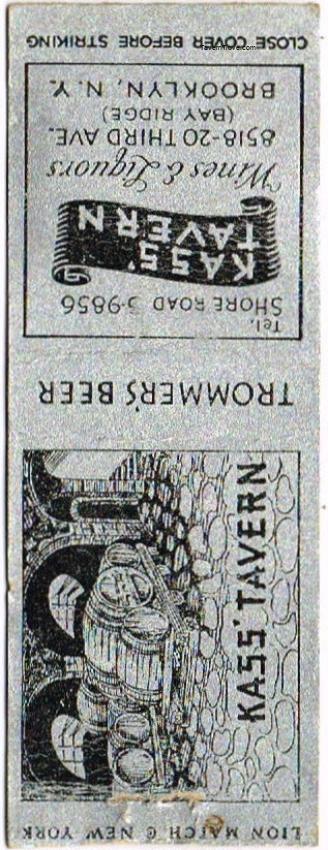 LION MATCH © NEW YORK
KASS' TAVERN
TROMMER'S BEER
Tel.
SHORE ROAD 5-9856
KASS'
TAVERN
Wines & Liquors
8518-20 THIRD AVE.
(BAY RIDGE)
BROOKLYN, N.Y.
CLOSE COVER BEFORE STRIKING